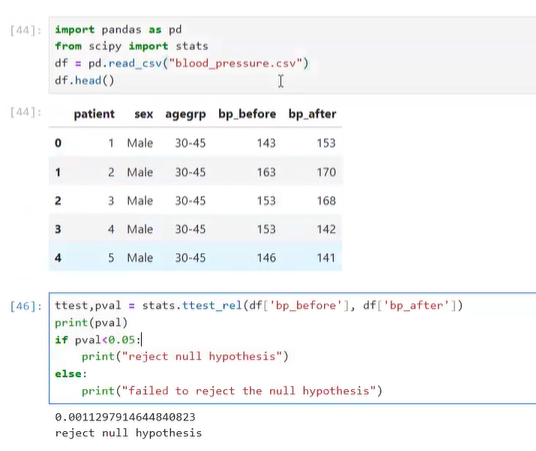 [44]: import pandas as pd
from scipy import stats
df = pd.read_csv("blood_pressure.csv")
df.head()
[44]: patient sex agegrp bp_before bp_after
0 1 Male 30-45 143 153
1 2 Male 30-45 163 170
2 3 Male 30-45 153 168
3 4 Male 30-45 153 142
4 5 Male 30-45 146 141
[46]: ttest,pval = stats.ttest_rel(df['bp_before'], df['bp_after'])
print(pval)
if pval<0.05:
    print("reject null hypothesis")
else:
    print("failed to reject the null hypothesis")
0.0011297914644840823
reject null hypothesis